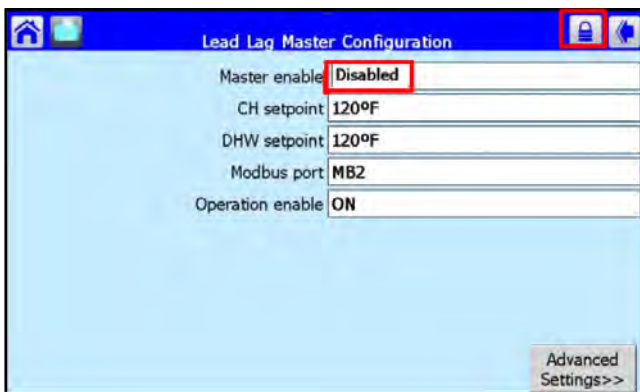 Lead Lag Master Configuration
Master enable Disabled
CH setpoint 120ºF
DHW setpoint 120ºF
Modbus port MB2
Operation enable ON
Advanced
Settings>>